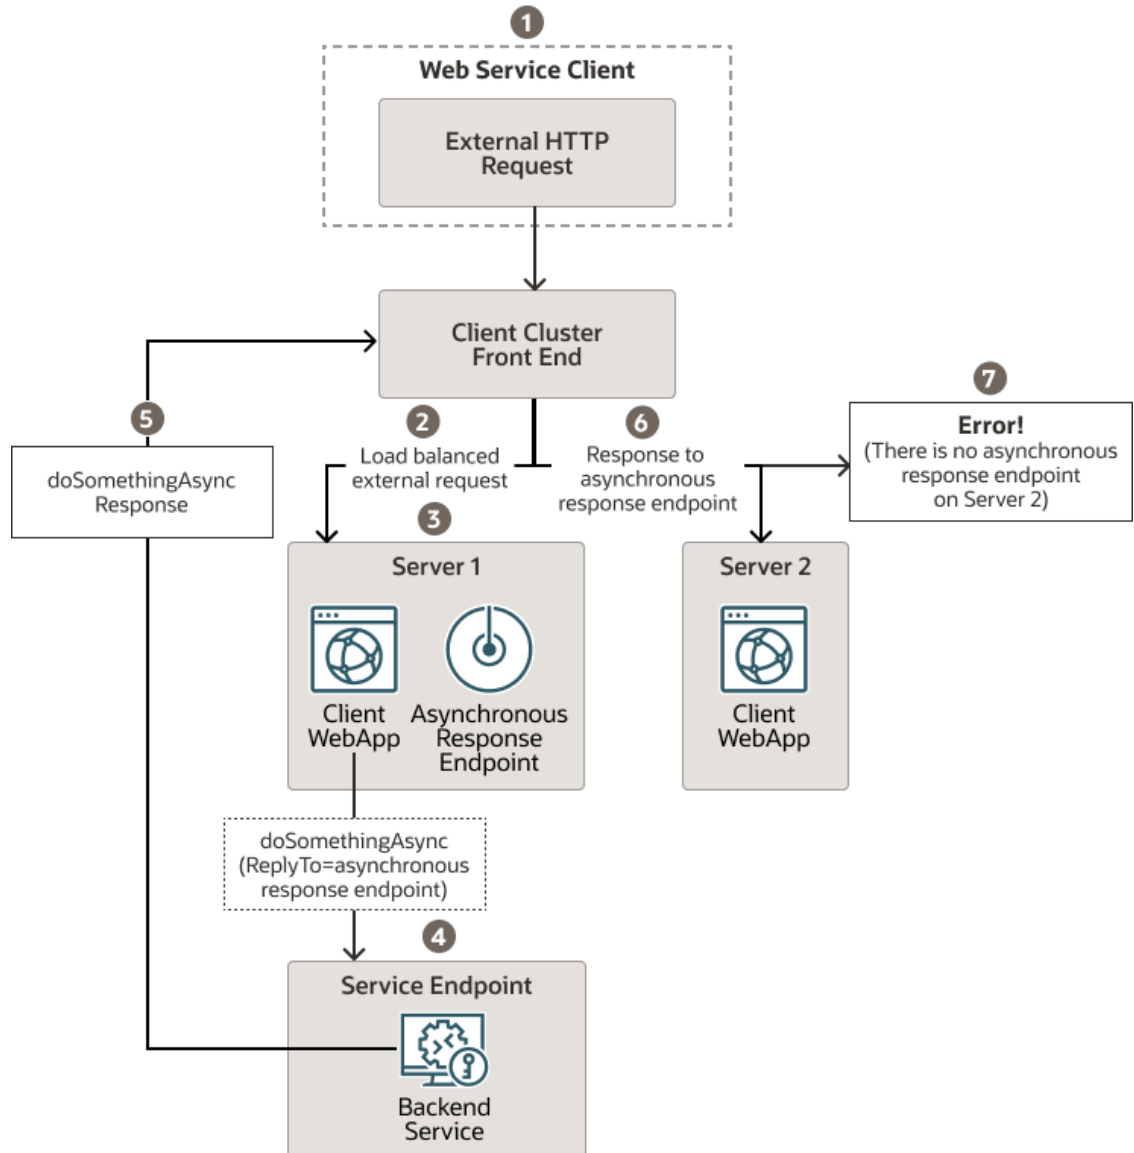 1
Web Service Client
External HTTP
Request
Client Cluster
Front End
5
doSomethingAsync
Response
2
Load balanced
external request
6
Response to
asynchronous
response endpoint
7
Error!
(There is no asynchronous
response endpoint
on Server 2)
3
Server 1
Client
WebApp
Asynchronous
Response
Endpoint
Server 2
Client
WebApp
doSomethingAsync
(ReplyTo=asynchronous
response endpoint)
4
Service Endpoint
Backend
Service